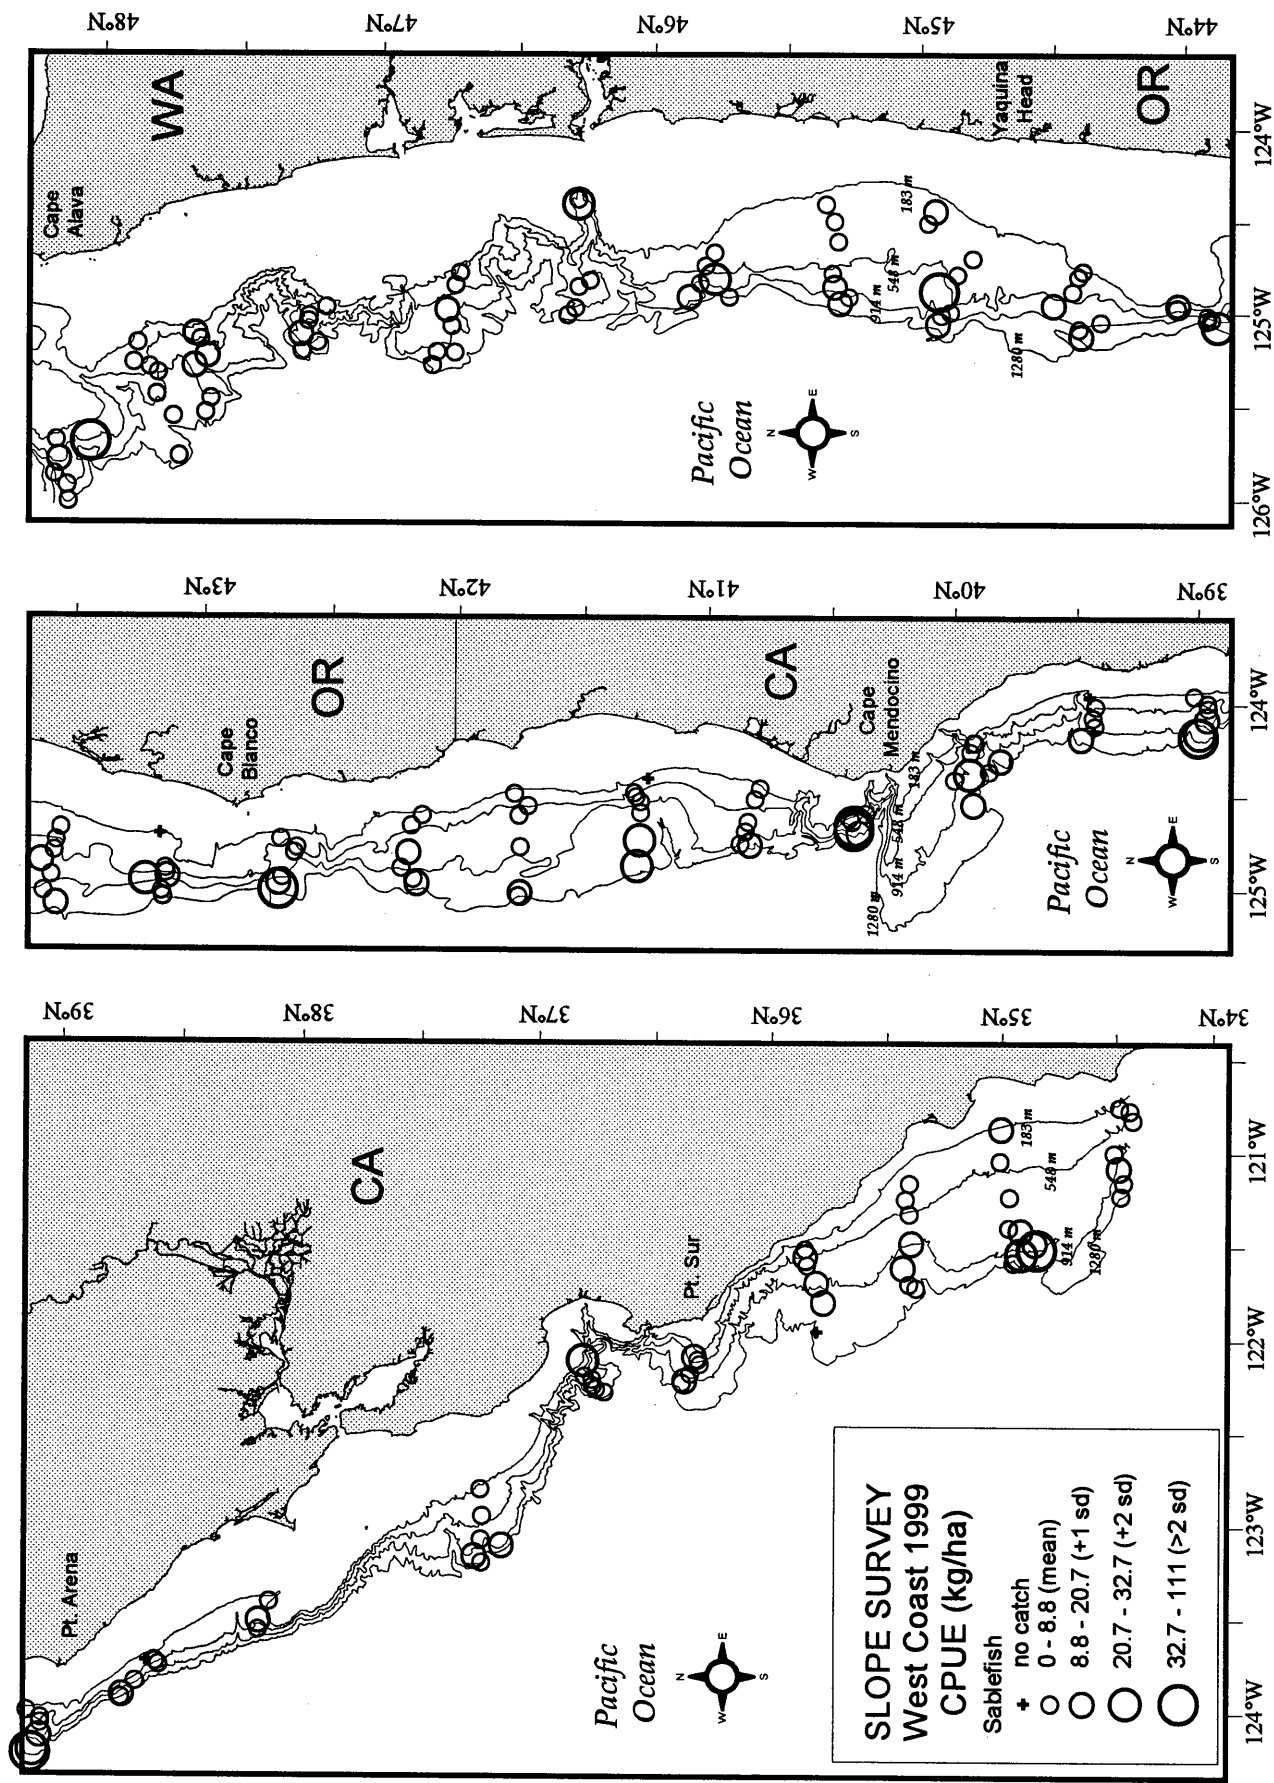 48°N
47°N
46°N
45°N
44°N
Cape
Alava
WA
Yaquina
Head
OR
183 m
548 m
914 m
1280 m
Pacific
Ocean
N
E
S
W
124°W
125°W
126°W
43°N
42°N
41°N
40°N
39°N
Cape
Blanco
OR
CA
Cape
Mendocino
183 m
548 m
914 m
1280 m
Pacific
Ocean
N
E
S
W
124°W
125°W
39°N
38°N
37°N
36°N
35°N
34°N
Pt. Arena
CA
Pt. Sur
183 m
548 m
914 m
1280 m
Pacific
Ocean
N
E
S
W
121°W
122°W
123°W
124°W
SLOPE SURVEY
West Coast 1999
CPUE (kg/ha)
Sablefish
no catch
0 - 8.8 (mean)
8.8 - 20.7 (+1 sd)
20.7 - 32.7 (+2 sd)
32.7 - 111 (>2 sd)